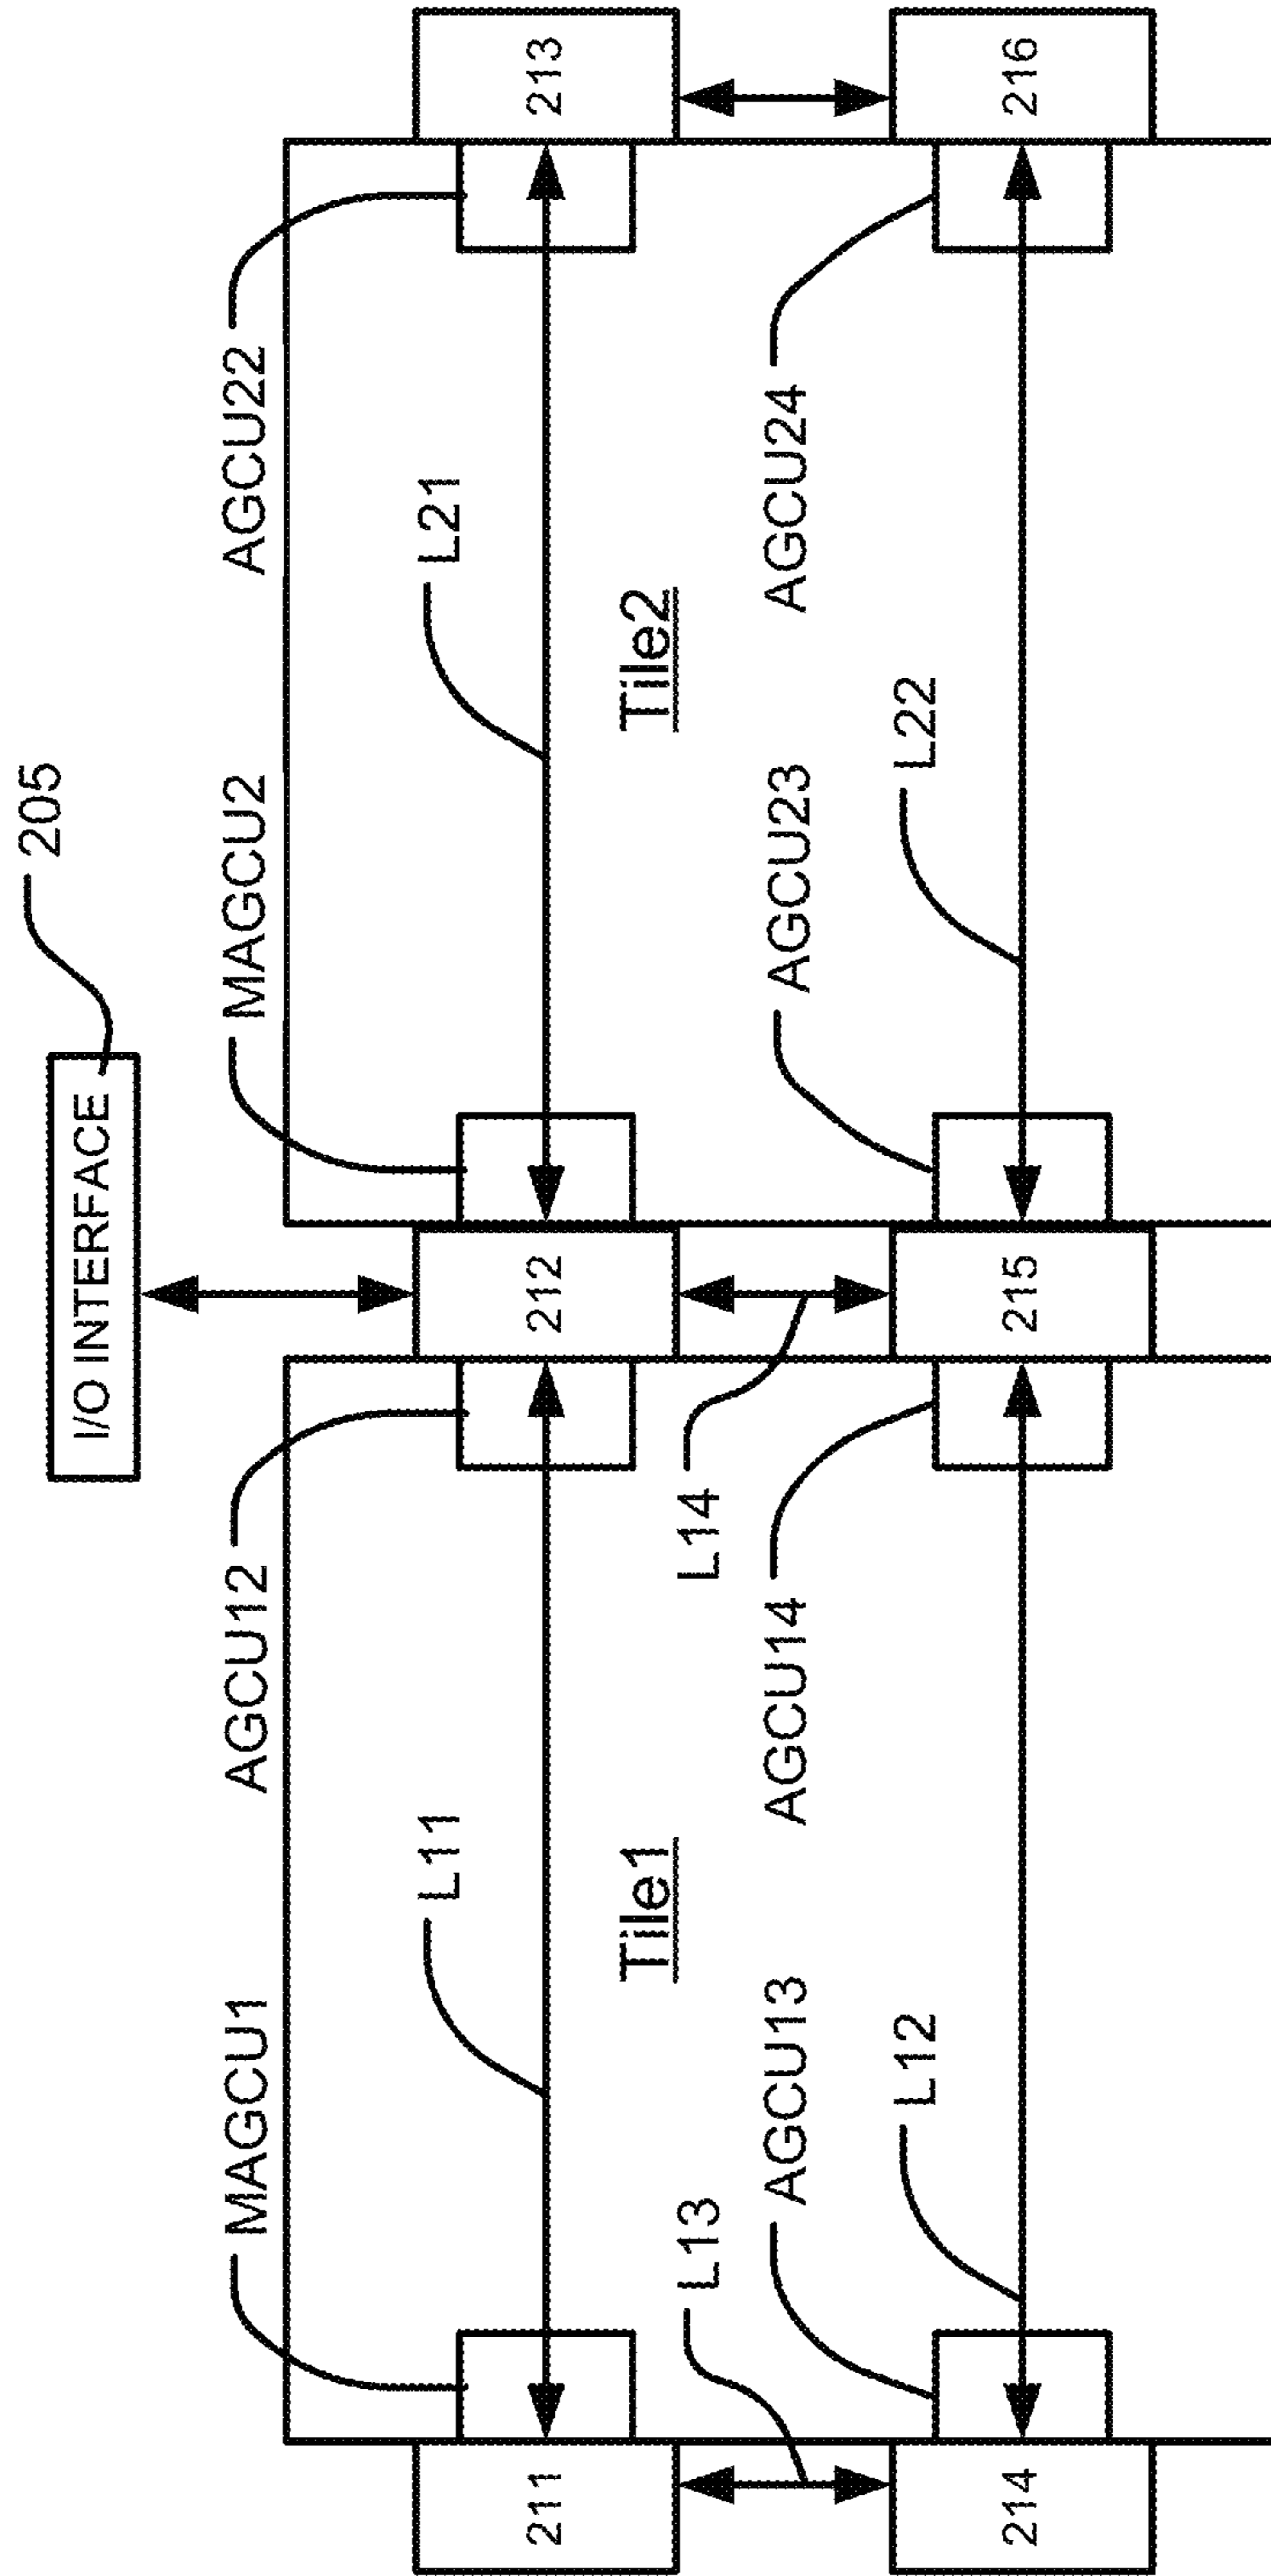 205
I/O INTERFACE
MAGCU1
AGCU12
MAGCU2
AGCU22
L11
L21
211
212
213
Tile1
Tile2
L13
L14
AGCU13
AGCU14
AGCU23
AGCU24
L12
L22
214
215
216